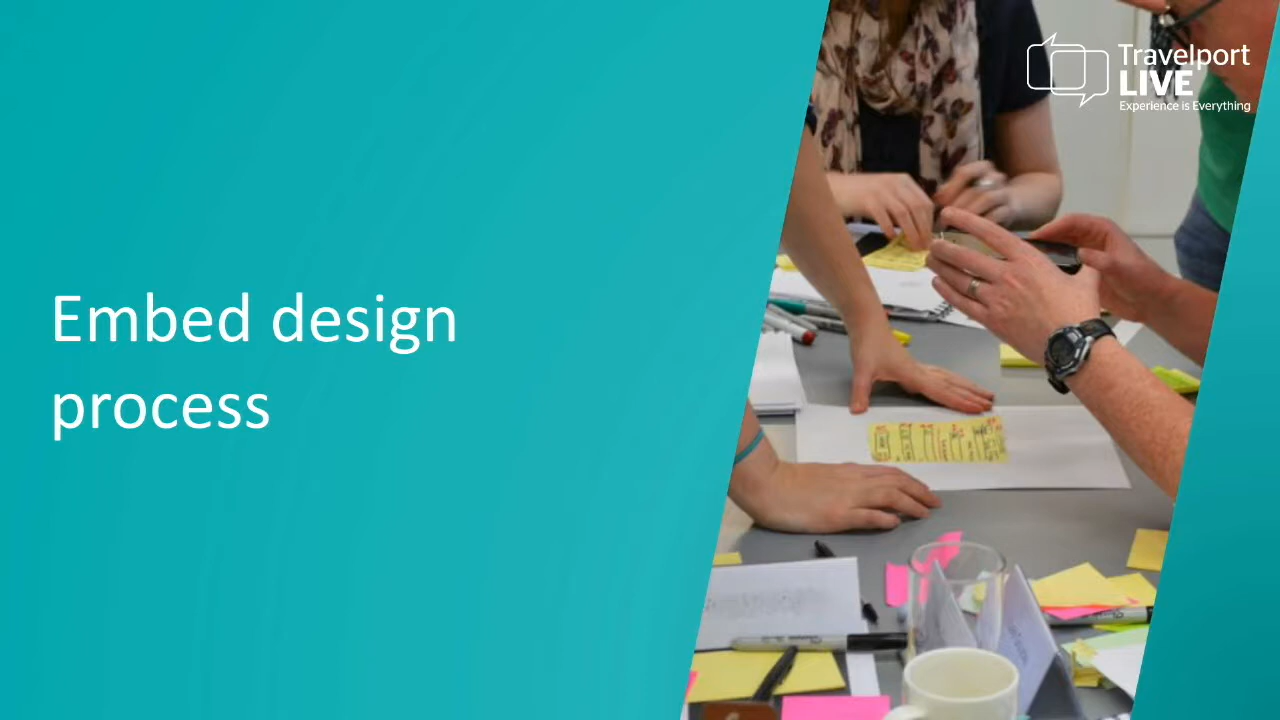 Travelport
LIVE
Experience is Everything
Embed design
process